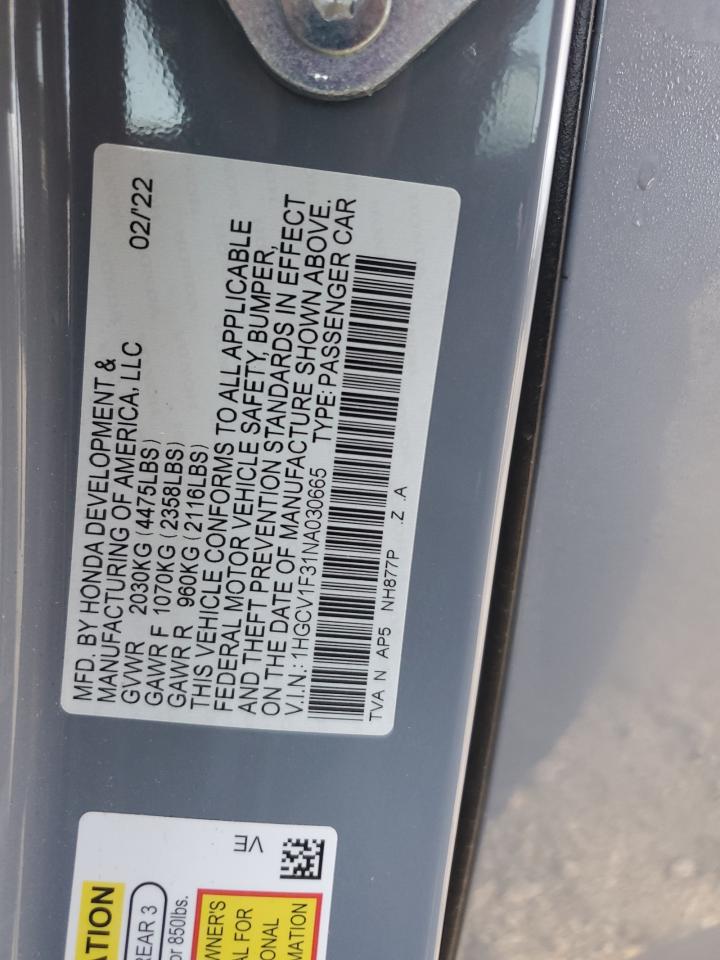 MFD. BY HONDA DEVELOPMENT &
MANUFACTURING OF AMERICA, LLC 02/'22
GVWR 2030KG (4475LBS)
GAWR F 1070KG (2358LBS)
GAWR R 960KG (2116LBS)
THIS VEHICLE CONFORMS TO ALL APPLICABLE
FEDERAL MOTOR VEHICLE SAFETY, BUMPER,
AND THEFT PREVENTION STANDARDS IN EFFECT
ON THE DATE OF MANUFACTURE SHOWN ABOVE.
V.I.N.: 1HGCV1F31NA030665 TYPE: PASSENGER CAR
TVA N AP5 NH877P .Z .A
VE
ATION
REAR 3
or 850lbs.
WNER'S
AL FOR
IONAL
MATION